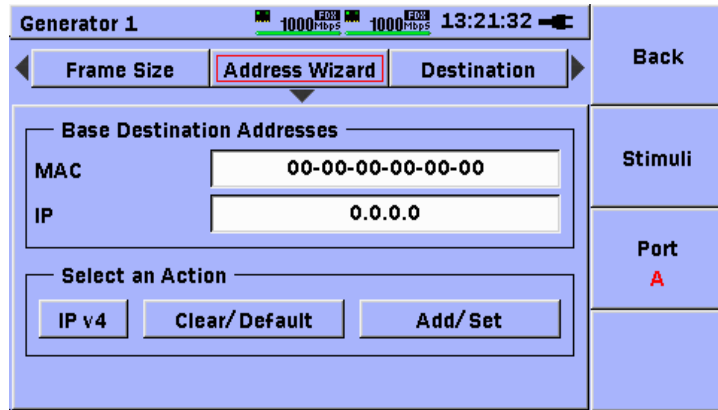 Generator 1 1000 FDX Mbps 1000 FDX Mbps 13:21:32
Frame Size Address Wizard Destination
Base Destination Addresses
MAC 00-00-00-00-00-00
IP 0.0.0.0
Select an Action
IP v4 Clear/Default Add/Set
Back
Stimuli
Port
A